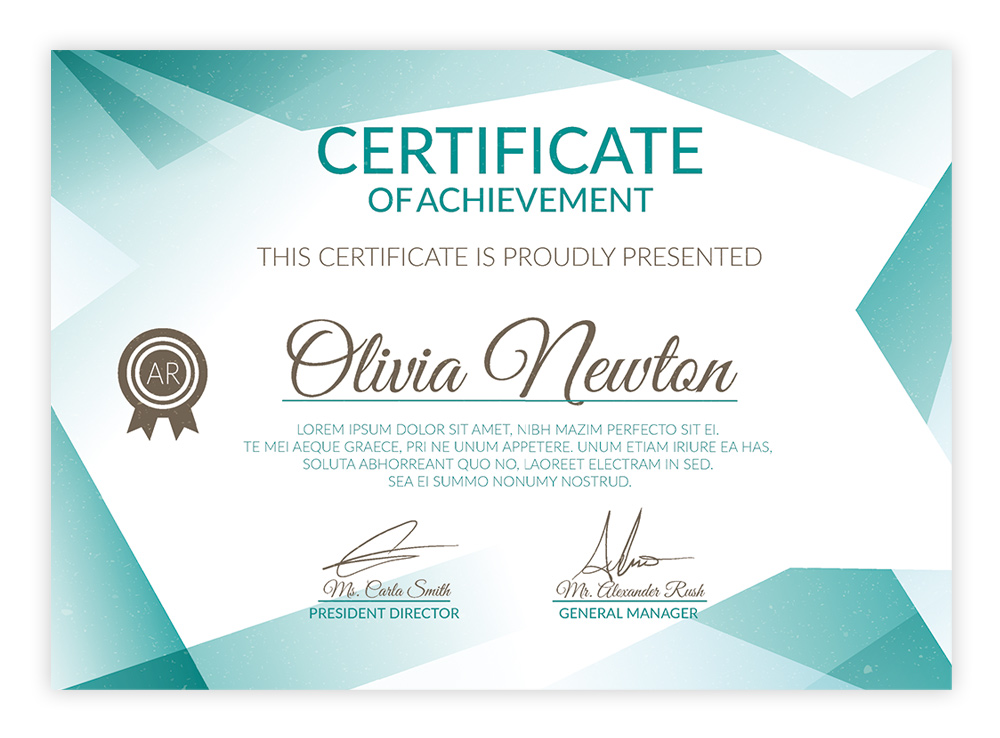 CERTIFICATE
OF ACHIEVEMENT
THIS CERTIFICATE IS PROUDLY PRESENTED
Olivia Newton
AR
LOREM IPSUM DOLOR SIT AMET, NIBH MAZIM PERFECTO SIT EI.
TE MEI AEQUE GRAECE, PRI NE UNUM APPETERE. UNUM ETIAM IRIURE EA HAS,
SOLUTA ABHORREANT QUO NO, LAOREET ELECTRAM IN SED.
SEA EI SUMMO NONUMY NOSTRUD.
Ms. Carla Smith
PRESIDENT DIRECTOR
Mr. Alexander Rush
GENERAL MANAGER